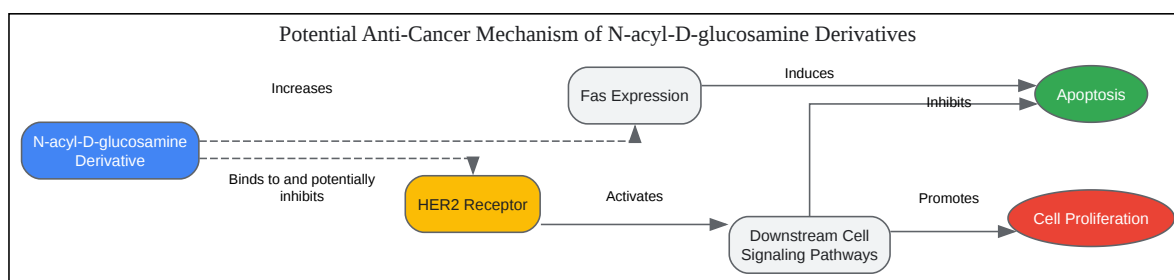 Potential Anti-Cancer Mechanism of N-acyl-D-glucosamine Derivatives
Increases
Induces
Fas Expression
Apoptosis
Inhibits
N-acyl-D-glucosamine
Derivative
Binds to and potentially
inhibits
HER2 Receptor
Activates
Promotes
Downstream Cell
Signaling Pathways
Cell Proliferation